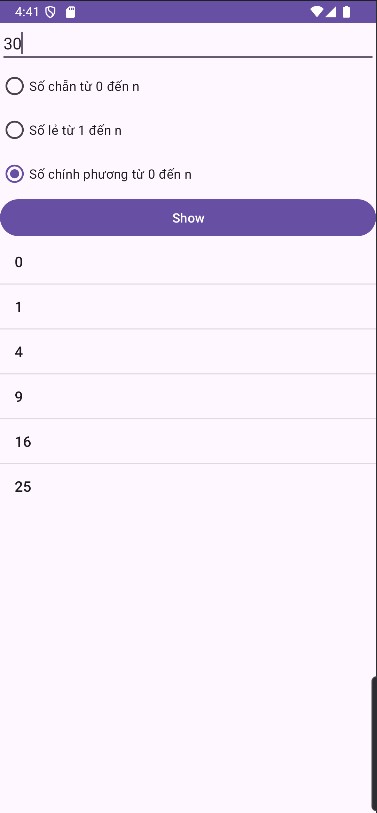 4:41
30
Số chẵn từ 0 đến n
Số lẻ từ 1 đến n
Số chính phương từ 0 đến n
Show
0
1
4
9
16
25